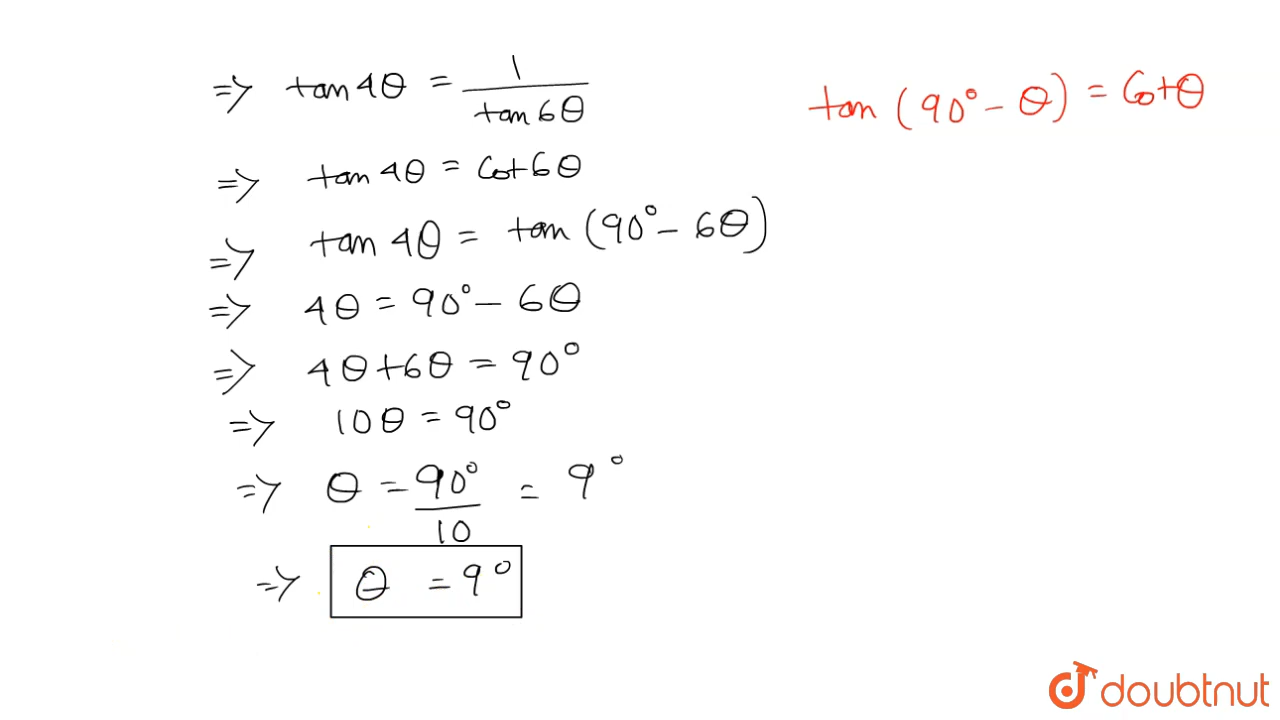 => tan 4θ = 1/tan 6θ
tan (90° - θ) = Cotθ
=> tan 4θ = Cot 6θ
=> tan 4θ = tan (90° - 6θ)
=> 4θ = 90° - 6θ
=> 4θ + 6θ = 90°
=> 10θ = 90°
=> θ = 90°/10 = 9°
=> θ = 9°
doubtnut